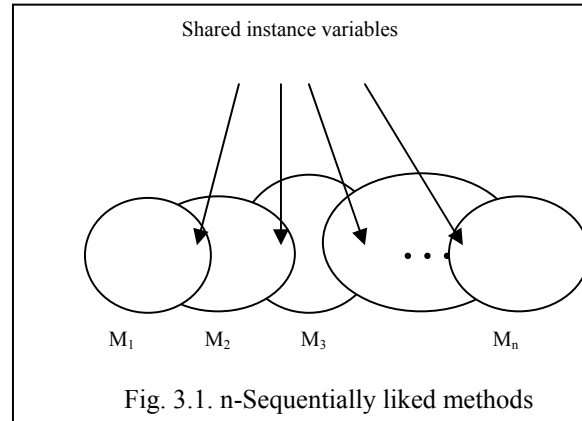 Shared instance variables
. . .
M₁ M₂ M₃ Mₙ
Fig. 3.1. n-Sequentially liked methods